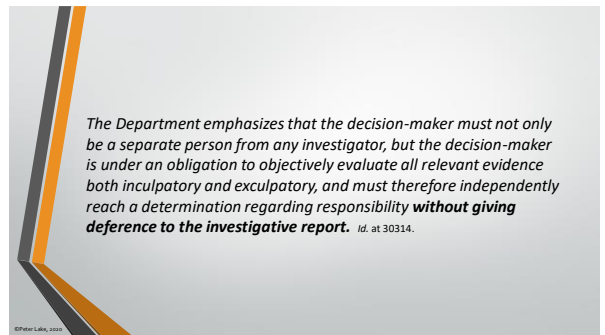 The Department emphasizes that the decision-maker must not only
be a separate person from any investigator, but the decision-maker
is under an obligation to objectively evaluate all relevant evidence
both inculpatory and exculpatory, and must therefore independently
reach a determination regarding responsibility without giving
deference to the investigative report. Id. at 30314.
©Peter Lake, 2020